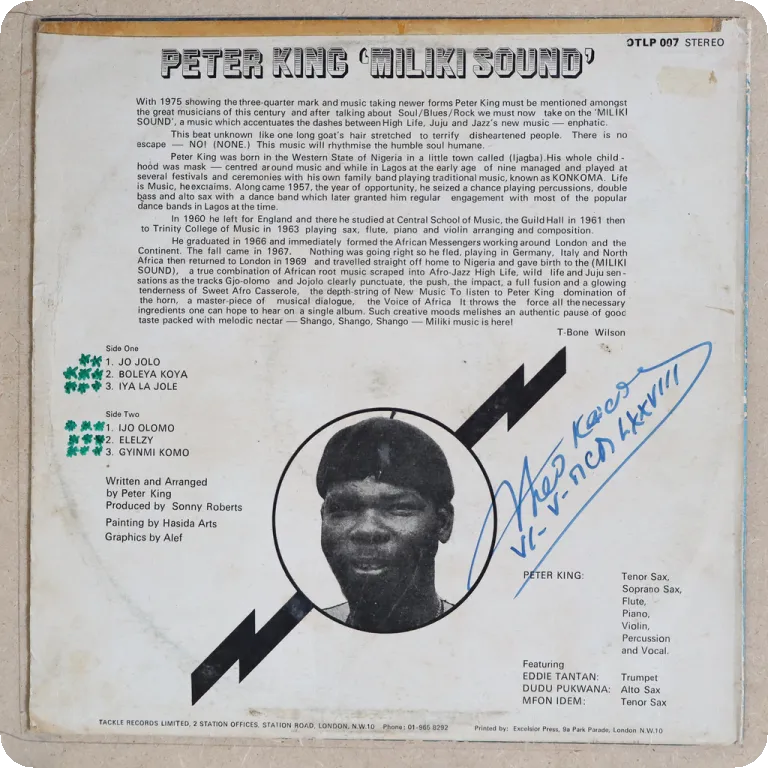 OTLP 007 STEREO
PETER KING 'MILIKI SOUND'
With 1975 showing the three-quarter mark and music taking newer forms Peter King must be mentioned amongst
the great musicians of this century and after talking about Soul/Blues/Rock we must now take on the 'MILIKI
SOUND', a music which accentuates the dashes between High Life, Juju and Jazz's new music — enphatic.
This beat unknown like one long goat's hair stretched to terrify disheartened people. There is no
escape — NO! (NONE.) This music will rhythmise the humble soul humane.
Peter King was born in the Western State of Nigeria in a little town called (Ijagba). His whole child -
hood was mask — centred around music and while in Lagos at the early age of nine managed and played at
several festivals and ceremonies with his own family band playing traditional music, known as KONKOMA. Life
is Music, he exclaims. Along came 1957, the year of opportunity, he seized a chance playing percussions, double
bass and alto sax with a dance band which later granted him regular engagement with most of the popular
dance bands in Lagos at the time.
In 1960 he left for England and there he studied at Central School of Music, the Guild Hall in 1961 then
to Trinity College of Music in 1963 playing sax, flute, piano and violin arranging and composition.
He graduated in 1966 and immediately formed the African Messengers working around London and the
Continent. The fall came in 1967. Nothing was going right so he fled, playing in Germany, Italy and North
Africa then returned to London in 1969 and travelled straight off home to Nigeria and gave birth to the (MILIKI
SOUND), a true combination of African root music scraped into Afro-Jazz High Life, wild life and Juju sen -
sations as the tracks Gjo-olomo and Jojolo clearly punctuate, the push, the impact, a full fusion and a glowing
tenderness of Sweet Afro Casserole, the depth-string of New Music To listen to Peter King domination of
the horn, a master-piece of musical dialogue, the Voice of Africa It throws the force all the necessary
ingredients one can hope to hear on a single album. Such creative moods melishes an authentic pause of good
taste packed with melodic nectar — Shango, Shango, Shango — Miliki music is here!
T-Bone Wilson
Side One
1. JO JOLO
2. BOLEYA KOYA
3. IYA LA JOLE
Side Two
1. IJO OLOMO
2. ELELZY
3. GYINMI KOMO
Written and Arranged
by Peter King
Produced by Sonny Roberts
Painting by Hasida Arts
Graphics by Alef
VI-V-MCM LXXVIII
PETER KING: Tenor Sax,
Soprano Sax,
Flute,
Piano,
Violin,
Percussion
and Vocal.
Featuring
EDDIE TANTAN: Trumpet
DUDU PUKWANA: Alto Sax
MFON IDEM: Tenor Sax
TACKLE RECORDS LIMITED, 2 STATION OFFICES, STATION ROAD, LONDON, N.W.10 Phone: 01-965 8292
Printed by: Excelsior Press, 9a Park Parade, London N.W.10